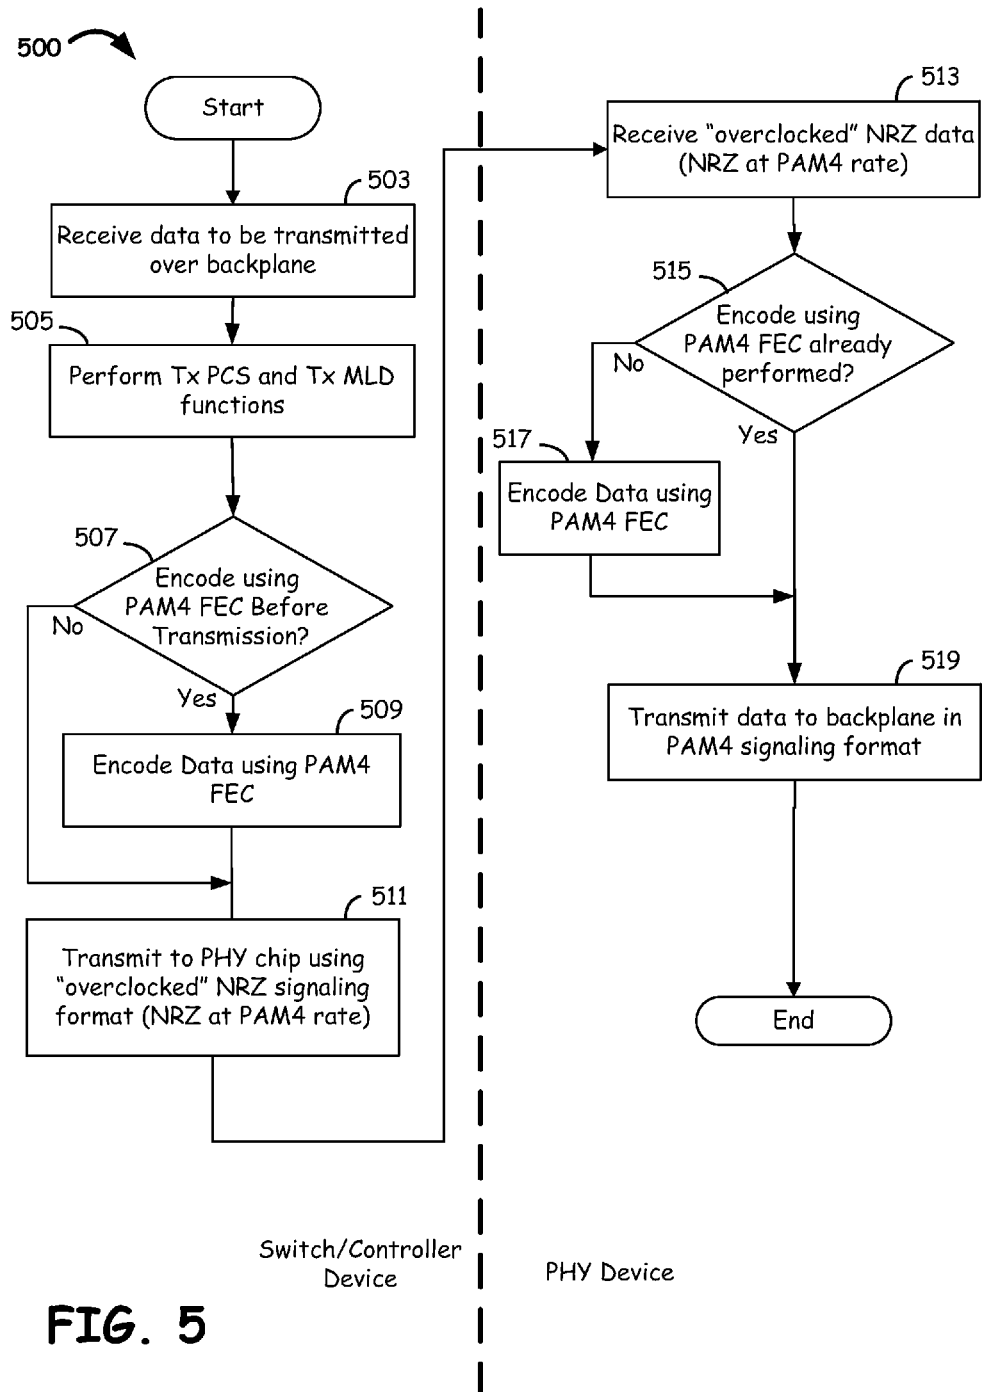 500
Start
503
Receive data to be transmitted
over backplane
505
Perform Tx PCS and Tx MLD
functions
507
Encode using
PAM4 FEC Before
Transmission?
No
Yes
509
Encode Data using PAM4
FEC
511
Transmit to PHY chip using
“overclocked” NRZ signaling
format (NRZ at PAM4 rate)
Switch/Controller
Device
513
Receive “overclocked” NRZ data
(NRZ at PAM4 rate)
515
Encode using
PAM4 FEC already
performed?
No
Yes
517
Encode Data using
PAM4 FEC
519
Transmit data to backplane in
PAM4 signaling format
End
PHY Device
FIG. 5